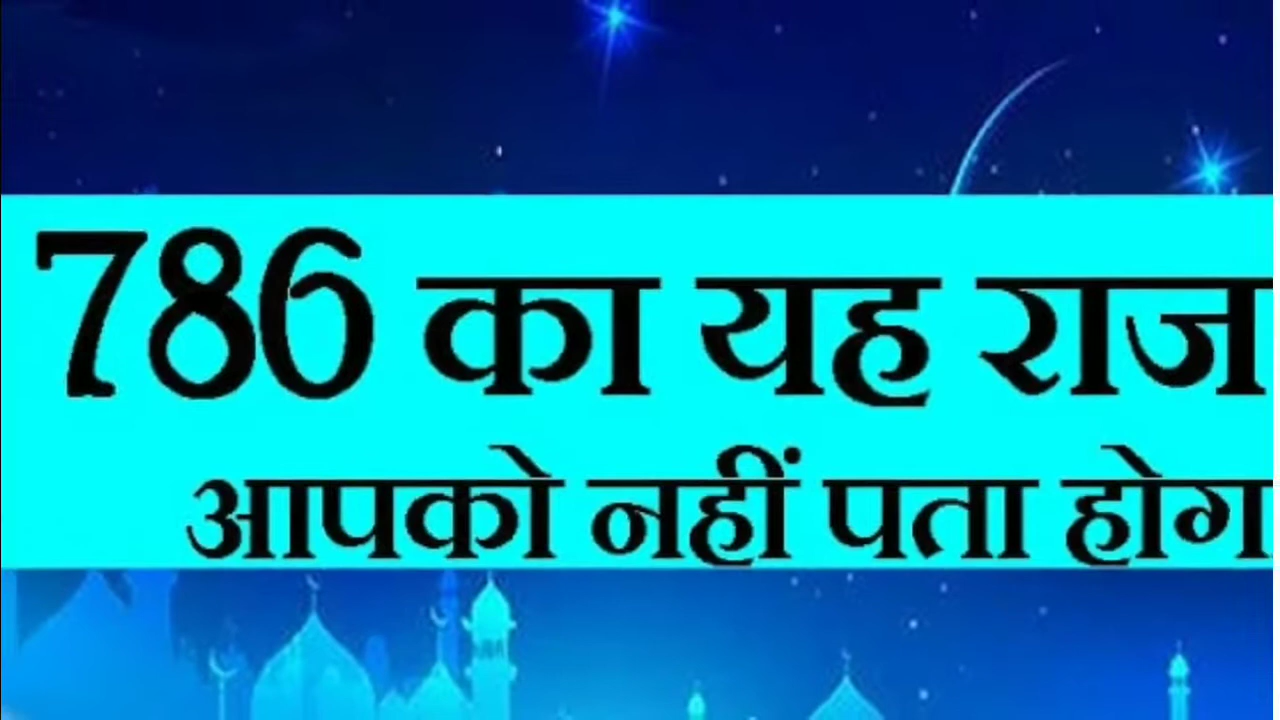 786 का यह राज
आपको नहीं पता होग